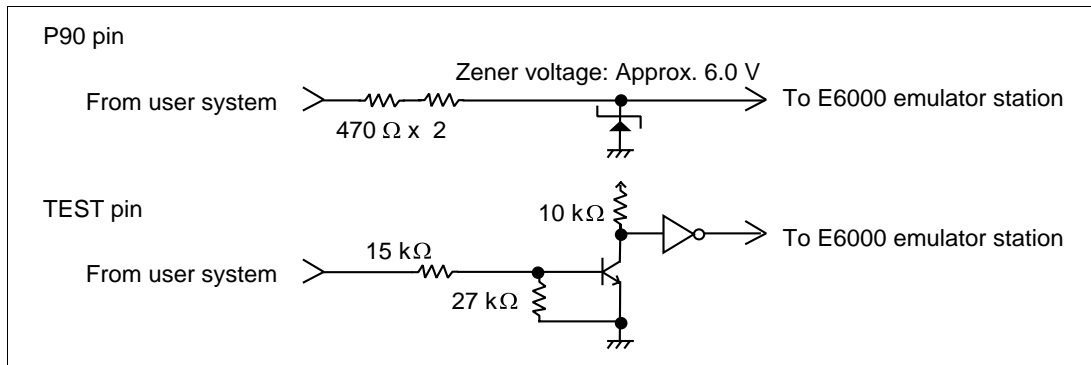 P90 pin
Zener voltage: Approx. 6.0 V
From user system
To E6000 emulator station
470 Ω x 2
TEST pin
10 kΩ
To E6000 emulator station
15 kΩ
From user system
27 kΩ